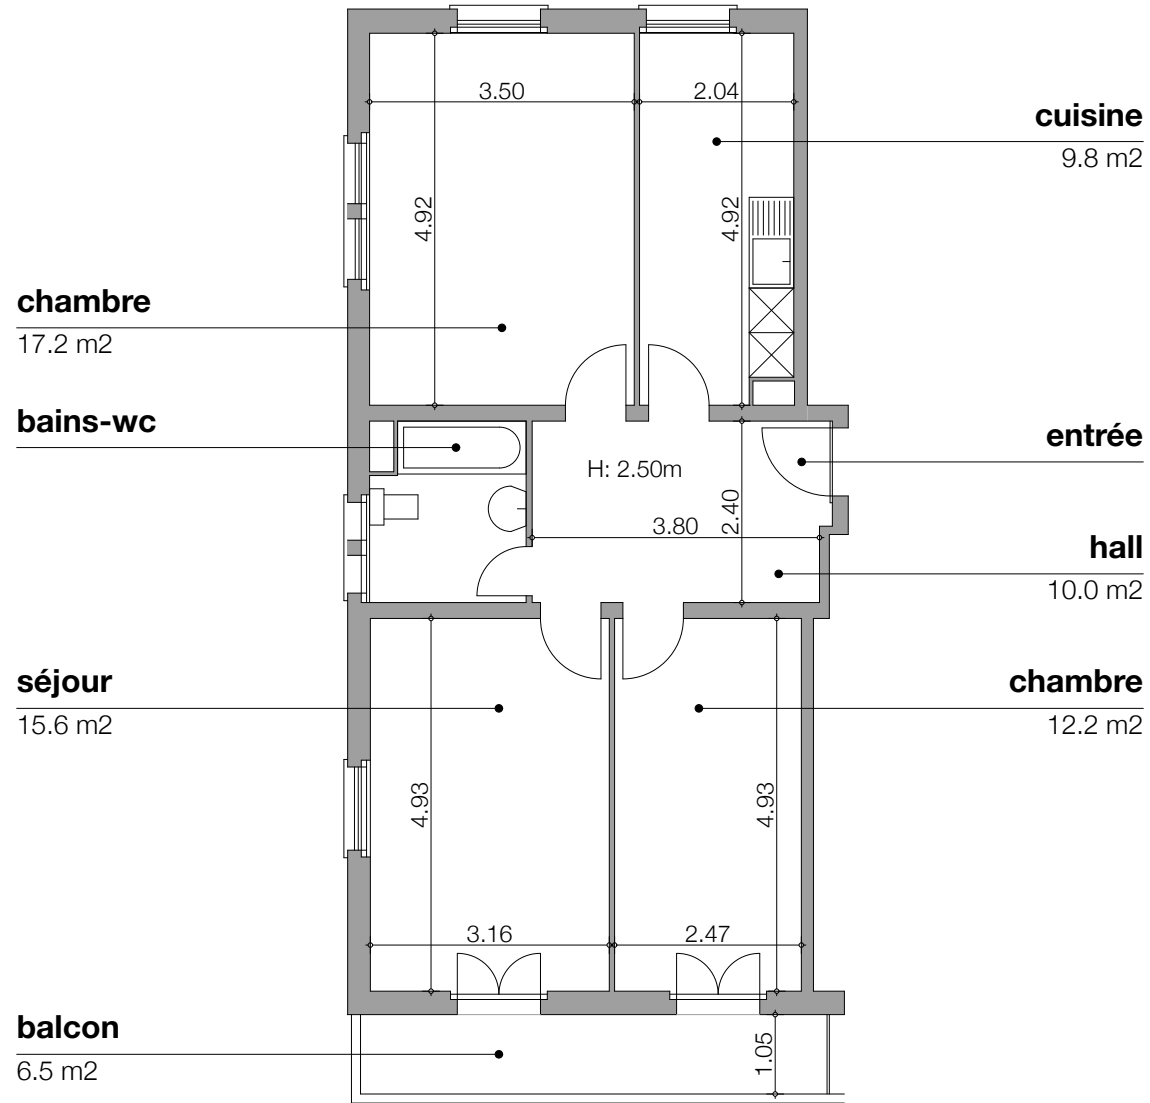 3.50
2.04
cuisine
9.8 m2
4.92
4.92
chambre
17.2 m2
bains-wc
entrée
H: 2.50m
2.40
3.80
hall
10.0 m2
séjour
15.6 m2
chambre
12.2 m2
4.93
4.93
3.16
2.47
balcon
6.5 m2
1.05